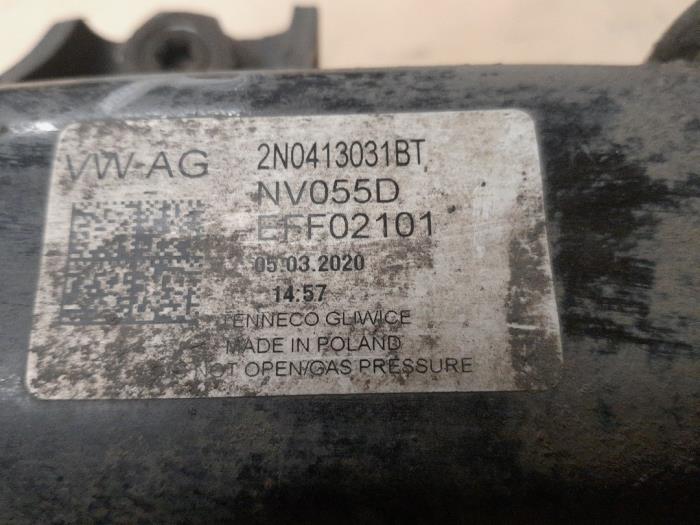 VW-AG 2N0413031BT
NV055D
EFF02101
05.03.2020
14:57
TENNECO GLIWICE
MADE IN POLAND
NOT OPEN/GAS PRESSURE